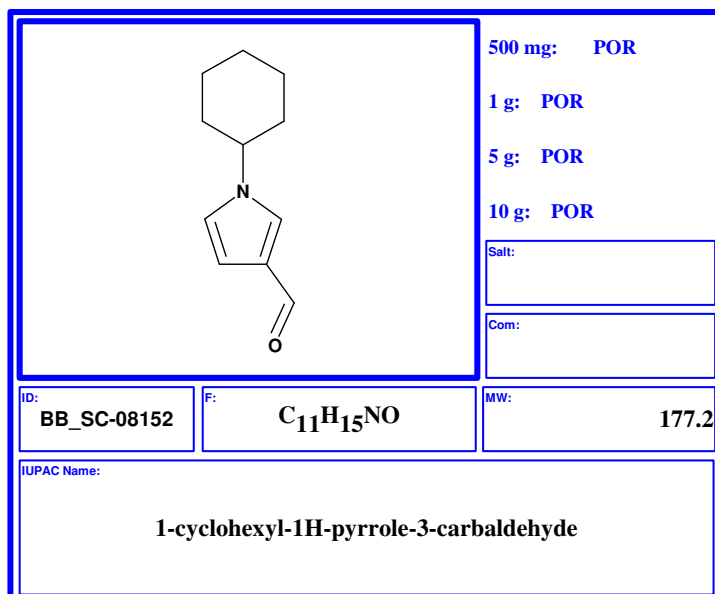 500 mg: POR
1 g: POR
5 g: POR
10 g: POR
N
O
Salt:
Com:
ID:
BB_SC-08152
F:
C11H15NO
MW:
177.2
IUPAC Name:
1-cyclohexyl-1H-pyrrole-3-carbaldehyde